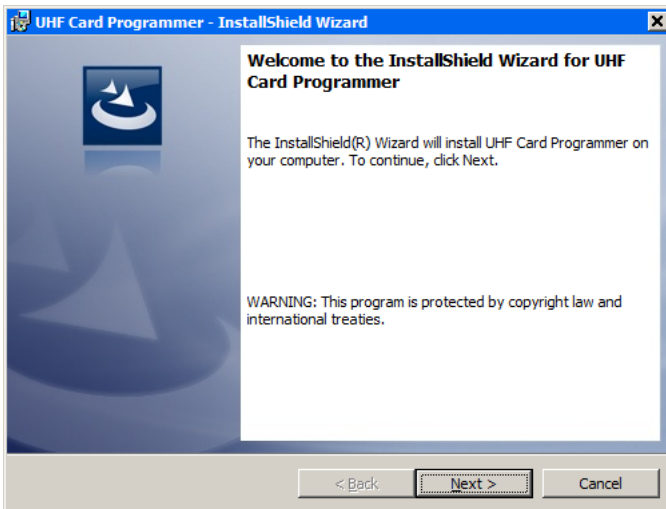 UHF Card Programmer - InstallShield Wizard
Welcome to the InstallShield Wizard for UHF
Card Programmer
The InstallShield(R) Wizard will install UHF Card Programmer on
your computer. To continue, click Next.
WARNING: This program is protected by copyright law and
international treaties.
< Back
Next >
Cancel